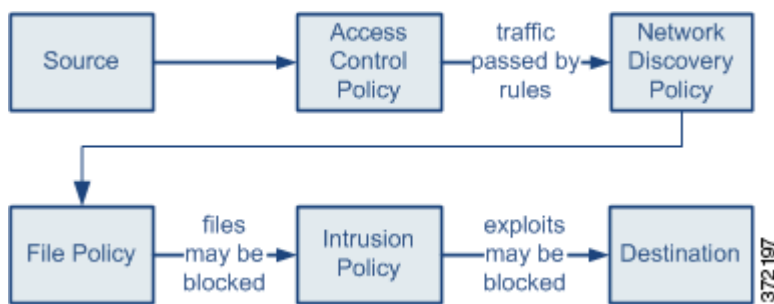 Source
Access
Control
Policy
traffic
passed by
rules
Network
Discovery
Policy
File Policy
files
may be
blocked
Intrusion
Policy
exploits
may be
blocked
Destination
372197